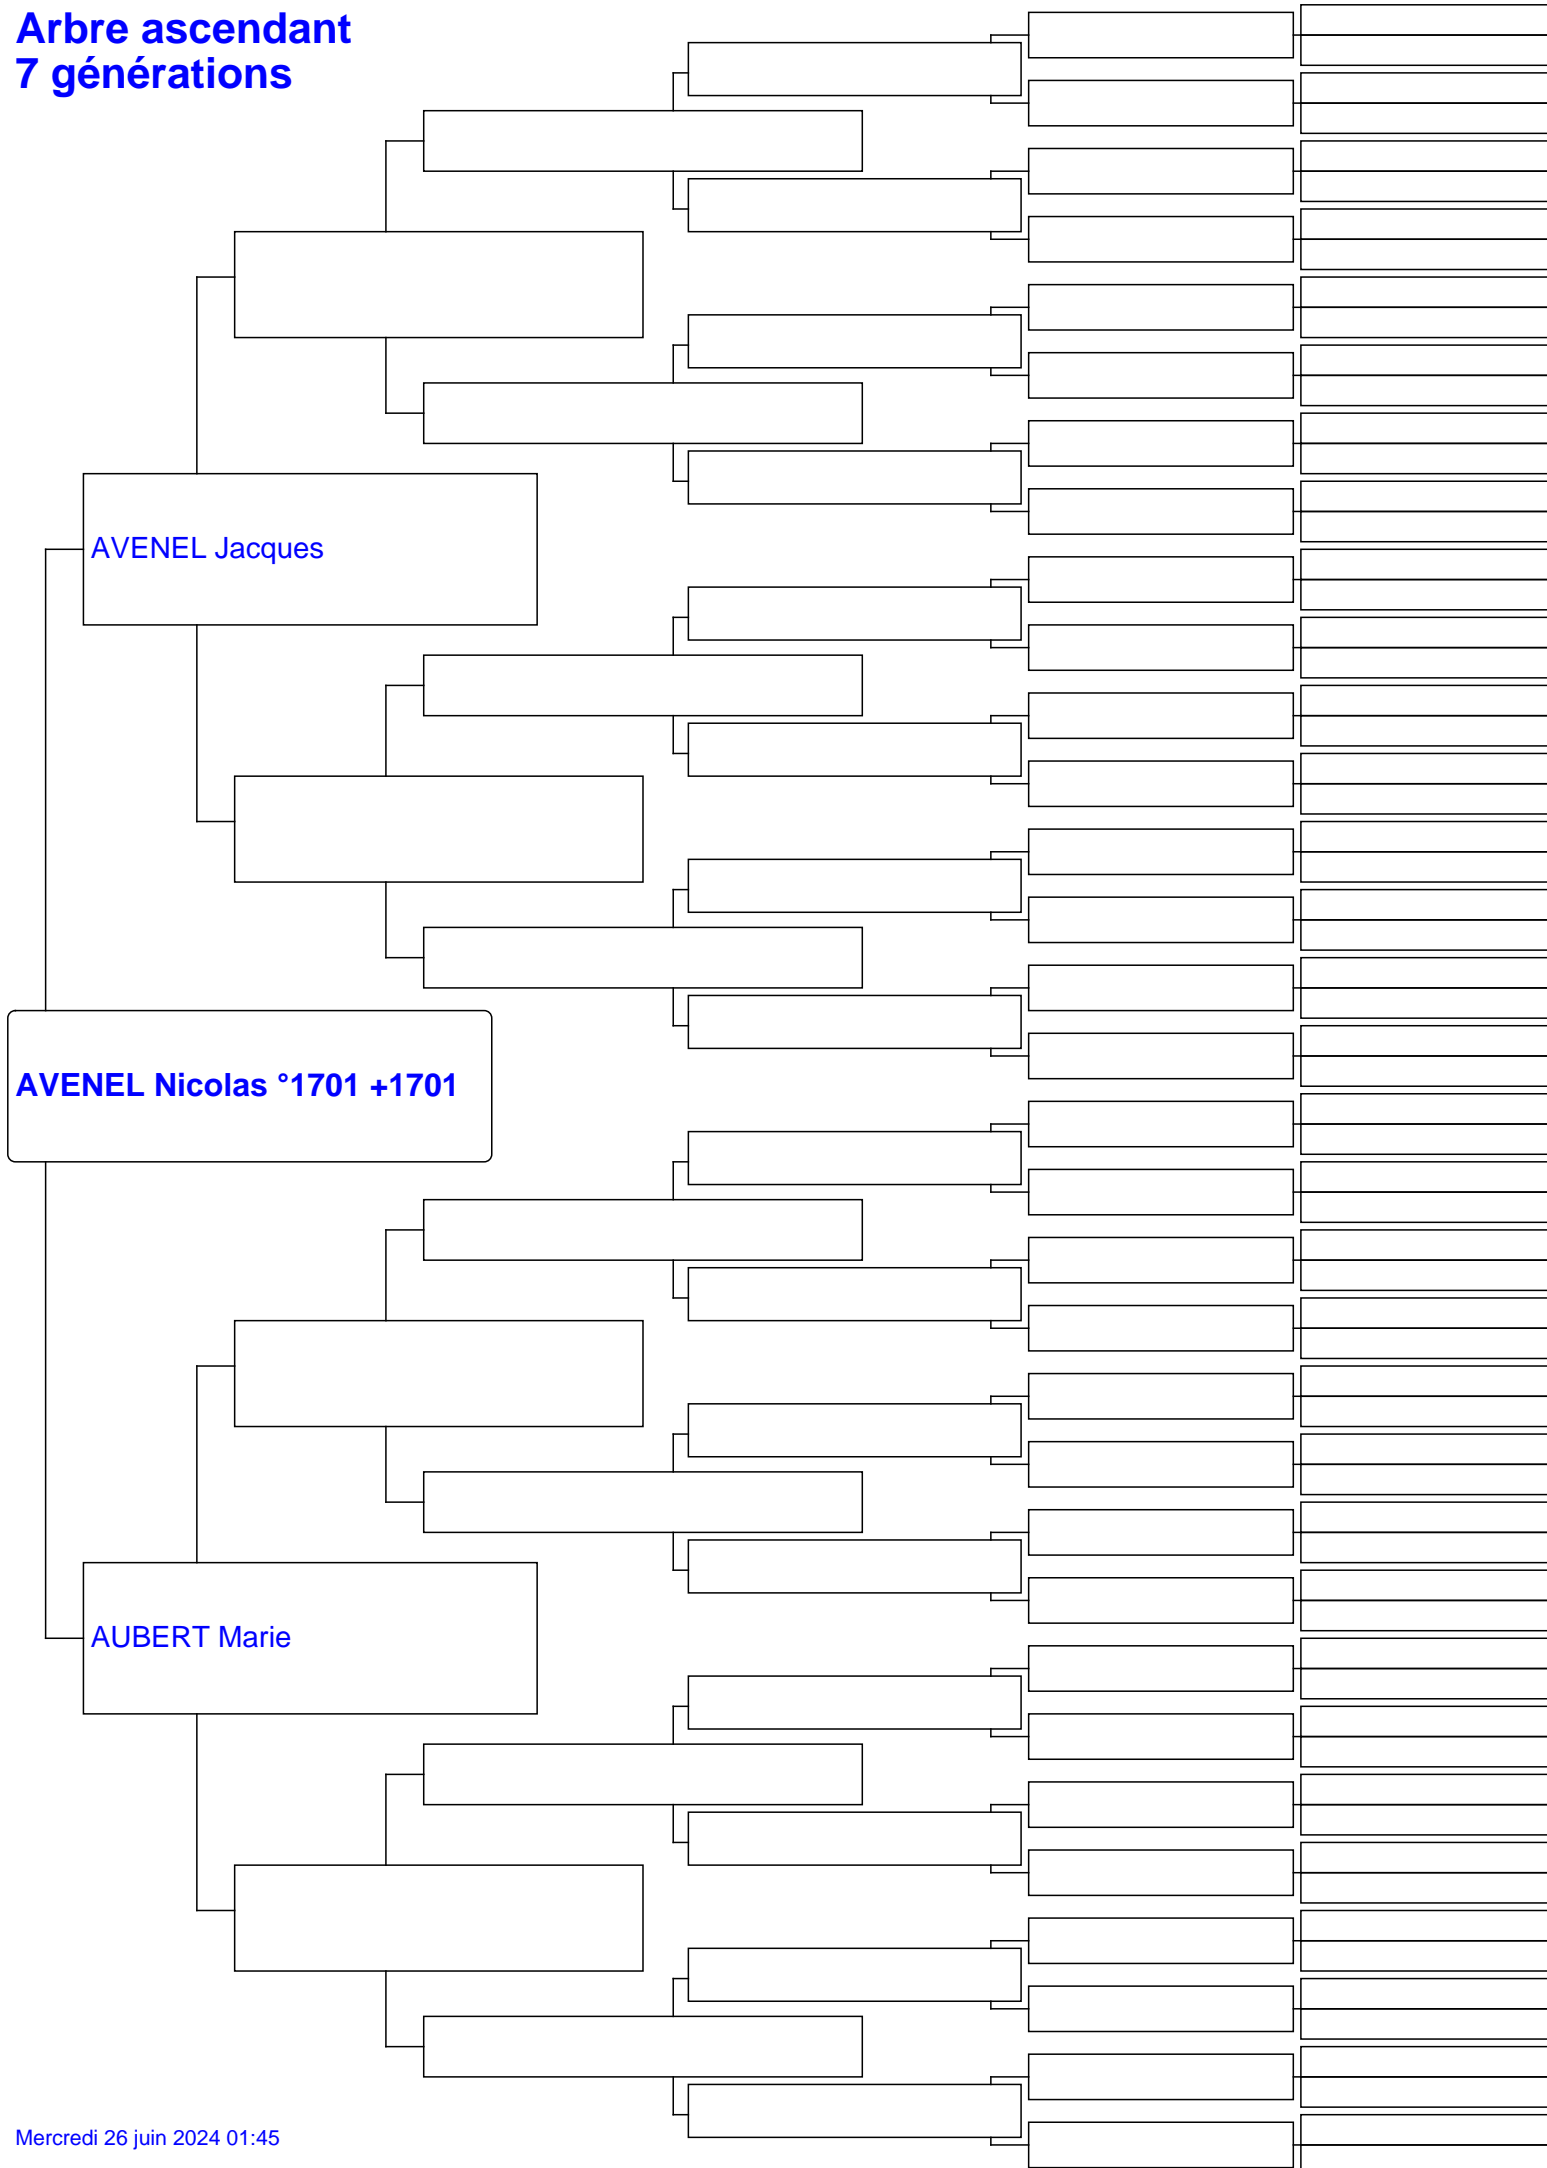 Arbre ascendant
7 générations
AVENEL Jacques
AVENEL Nicolas °1701 +1701
AUBERT Marie
Mercredi 26 juin 2024 01:45